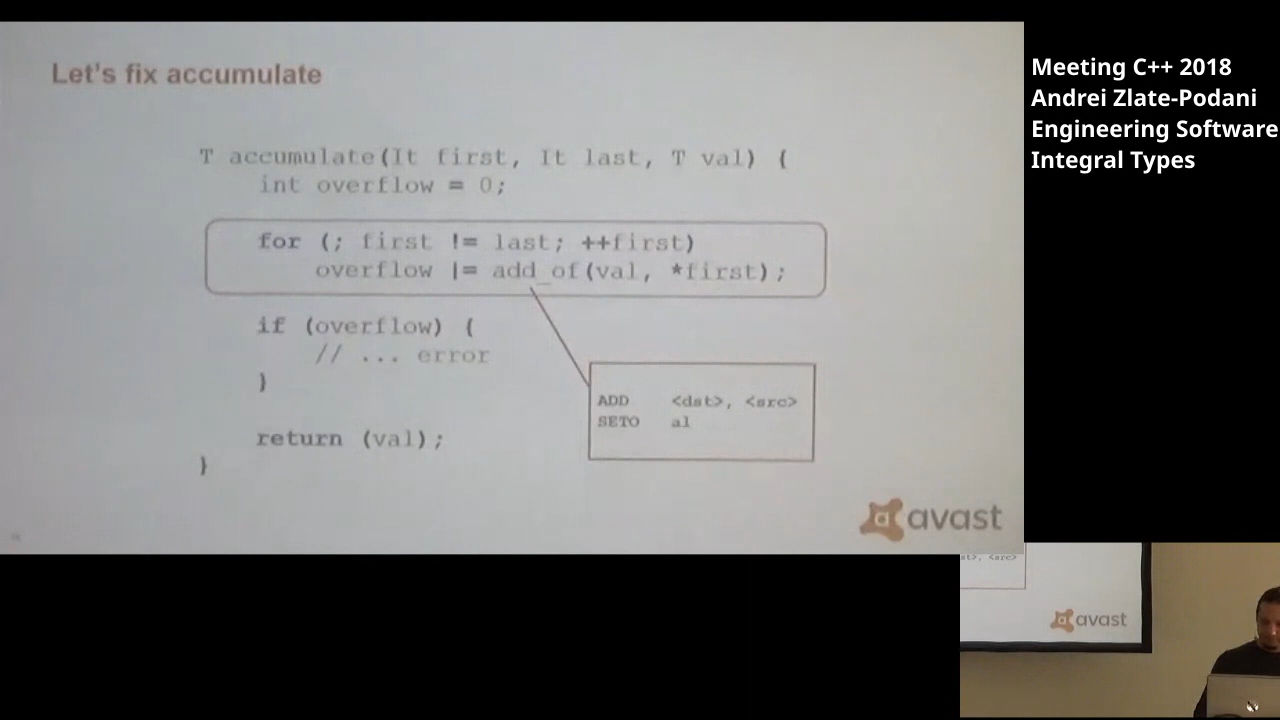 Let's fix accumulate
T accumulate(It first, It last, T val) {
int overflow = 0;
for (; first != last; ++first)
overflow |= add_of(val, *first);
if (overflow) {
// ... error
}
return (val);
}
ADD <dst>, <src>
SETO al
avast
Meeting C++ 2018
Andrei Zlate-Podani
Engineering Software
Integral Types
<src>
avast